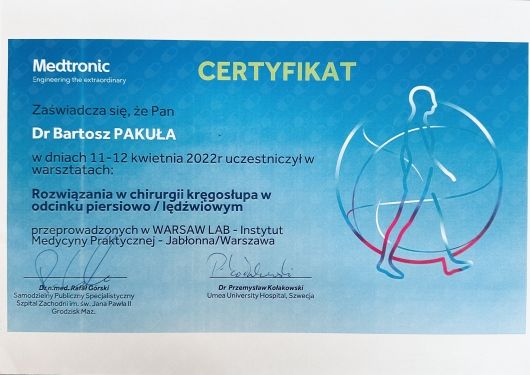 Medtronic
Engineering the extraordinary
CERTYFIKAT
Zaświadcza się, że Pan
Dr Bartosz PAKUŁA
w dniach 11-12 kwietnia 2022r uczestniczył w
warsztatach:
Rozwiązania w chirurgii kręgosłupa w
odcinku piersiowo / lędźwiowym
przeprowadzonych w WARSAW LAB - Instytut
Medycyny Praktycznej - Jabłonna/Warszawa
Dr.n.med. Rafał Górski
Samodzielny Publiczny Specjalistyczny
Szpital Zachodni im. św. Jana Pawła II
Grodzisk Maz.
Dr Przemysław Kołakowski
Umea University Hospital, Szwecja